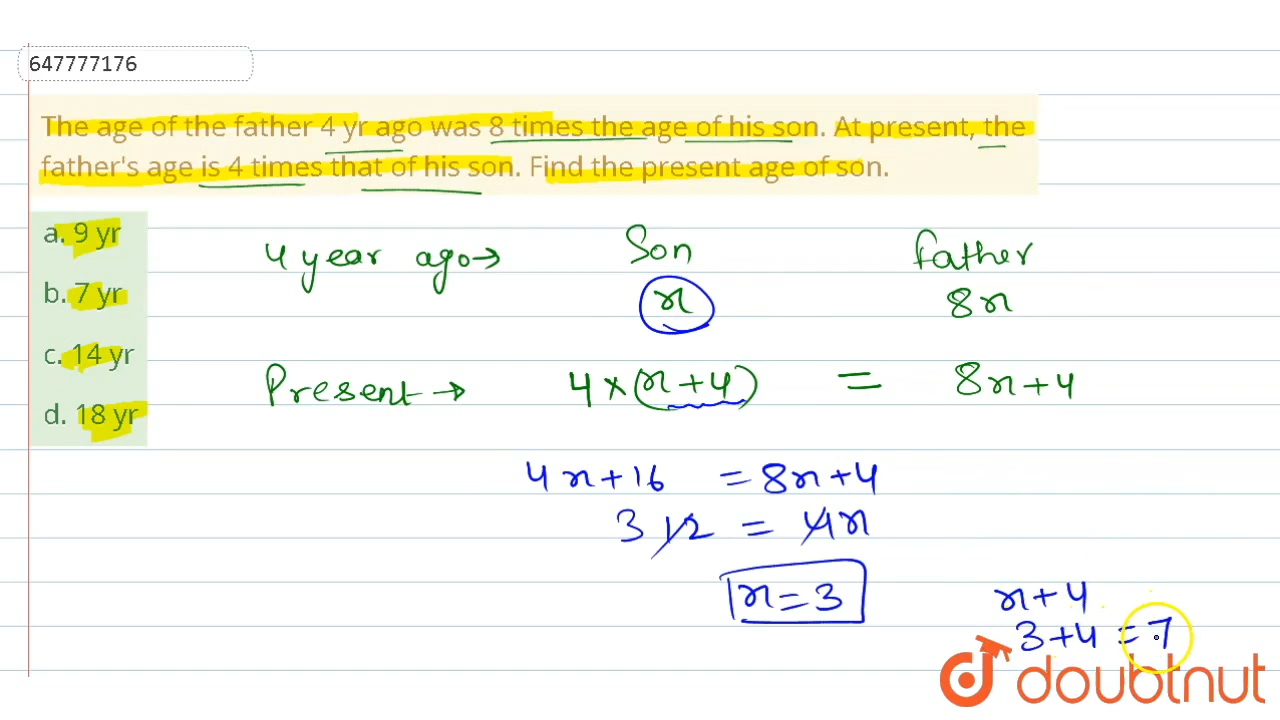 647777176
The age of the father 4 yr ago was 8 times the age of his son. At present, the
father's age is 4 times that of his son. Find the present age of son.
a. 9 yr
b. 7 yr
c. 14 yr
d. 18 yr
4 year ago→ Son Father
x 8x
Present → 4×(x+4) = 8x+4
4x+16 = 8x+4
3 12 = 4x
x=3
x+4
3+4 = 7
doubtnut